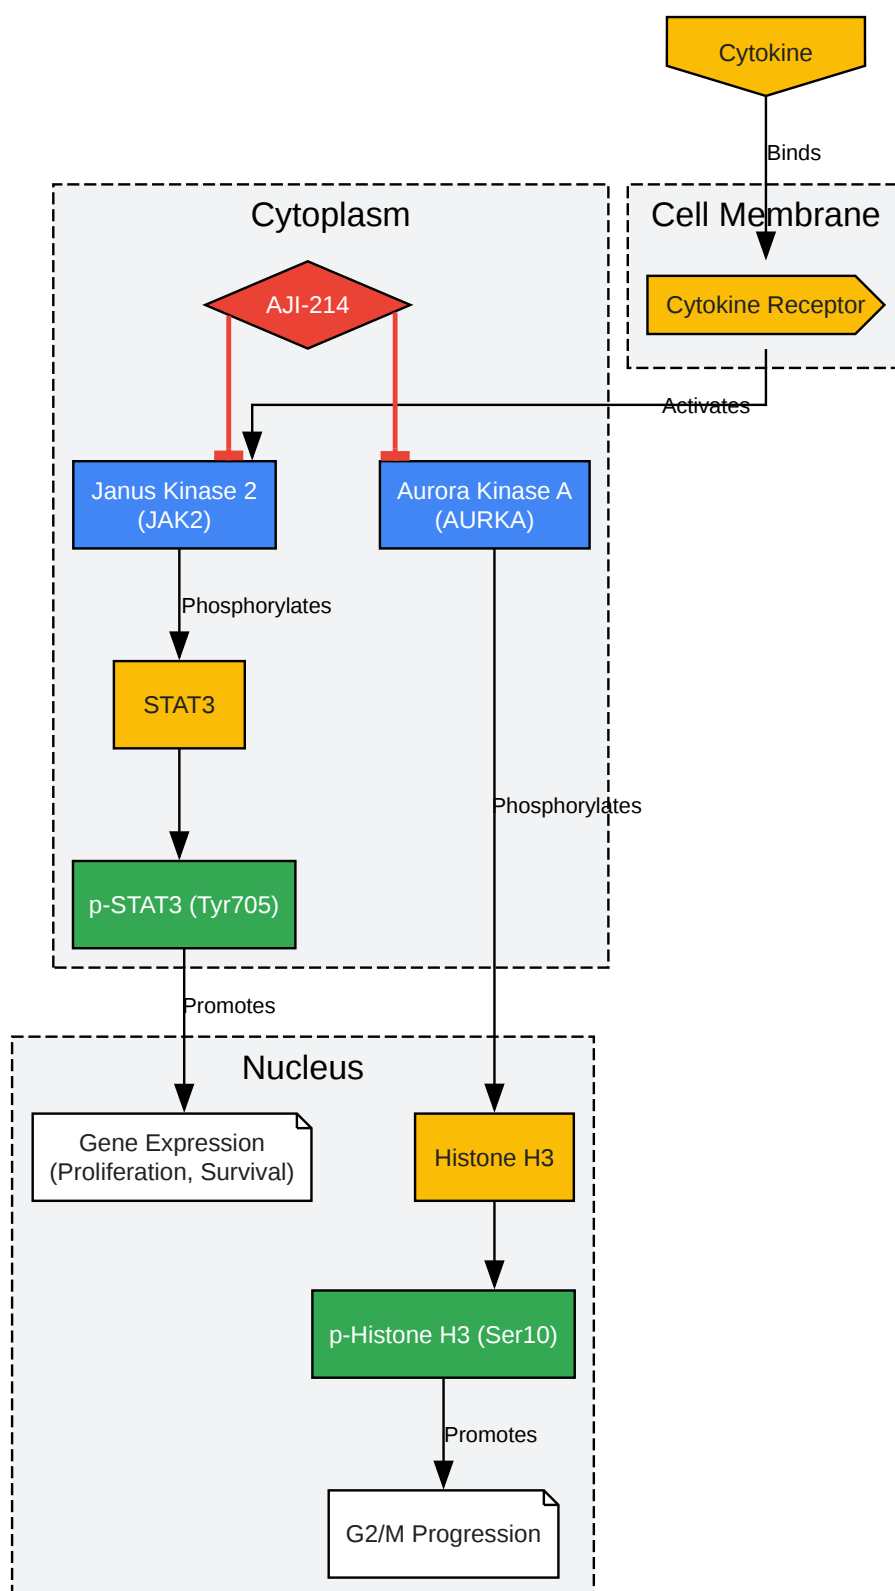 Cytokine
Binds
Cytoplasm
Cell Membrane
AJI-214
Cytokine Receptor
Activates
Janus Kinase 2
(JAK2)
Aurora Kinase A
(AURKA)
Phosphorylates
STAT3
Phosphorylates
p-STAT3 (Tyr705)
Promotes
Nucleus
Gene Expression
(Proliferation, Survival)
Histone H3
p-Histone H3 (Ser10)
Promotes
G2/M Progression